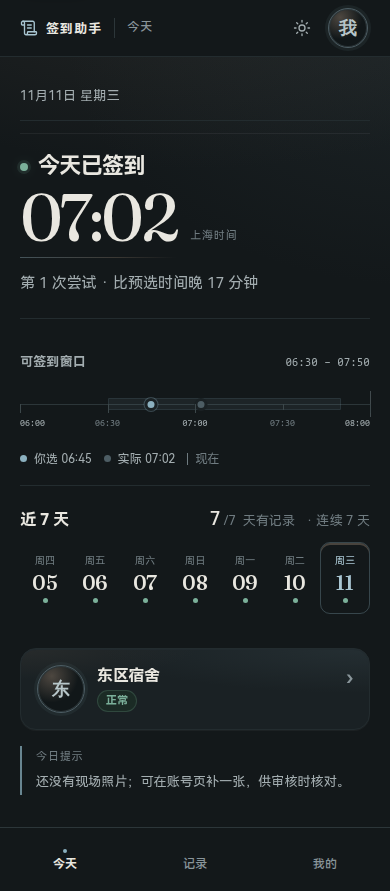 签到助手 今天 我
11月11日 星期三
今天已签到
07:02 上海时间
第 1 次尝试 · 比预选时间晚 17 分钟
可签到窗口 06:30 – 07:50
06:00 06:30 07:00 07:30 08:00
你选 06:45 实际 07:02 现在
近 7 天 7 /7 天有记录 · 连续 7 天
周四 周五 周六 周日 周一 周二 周三
05 06 07 08 09 10 11
东 东区宿舍 ›
正常
今日提示
还没有现场照片；可在账号页补一张，供审核时核对。
今天 记录 我的